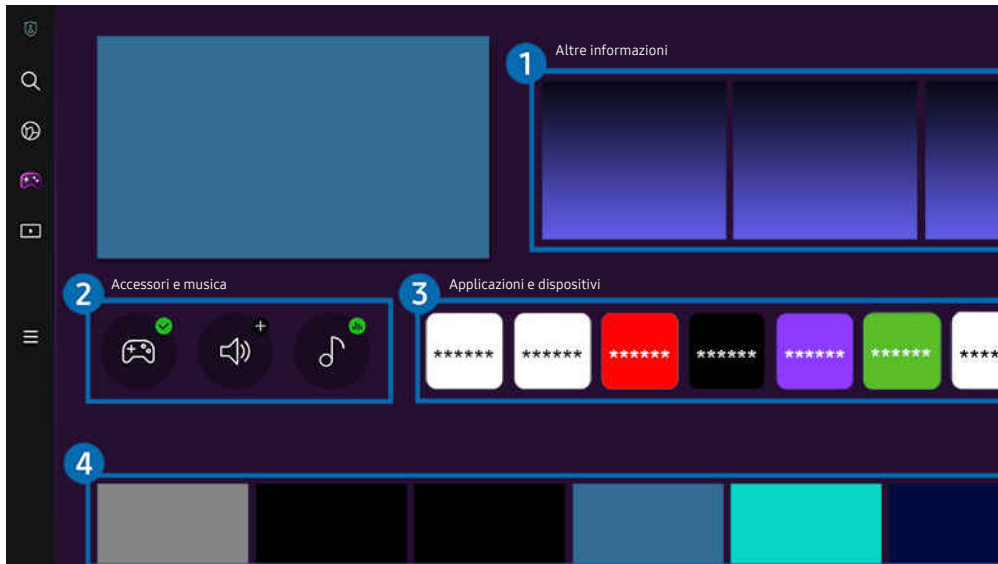 1
Altre informazioni
2
Accessori e musica
3
Applicazioni e dispositivi
****** ****** ****** ****** ****** ****** ****
4